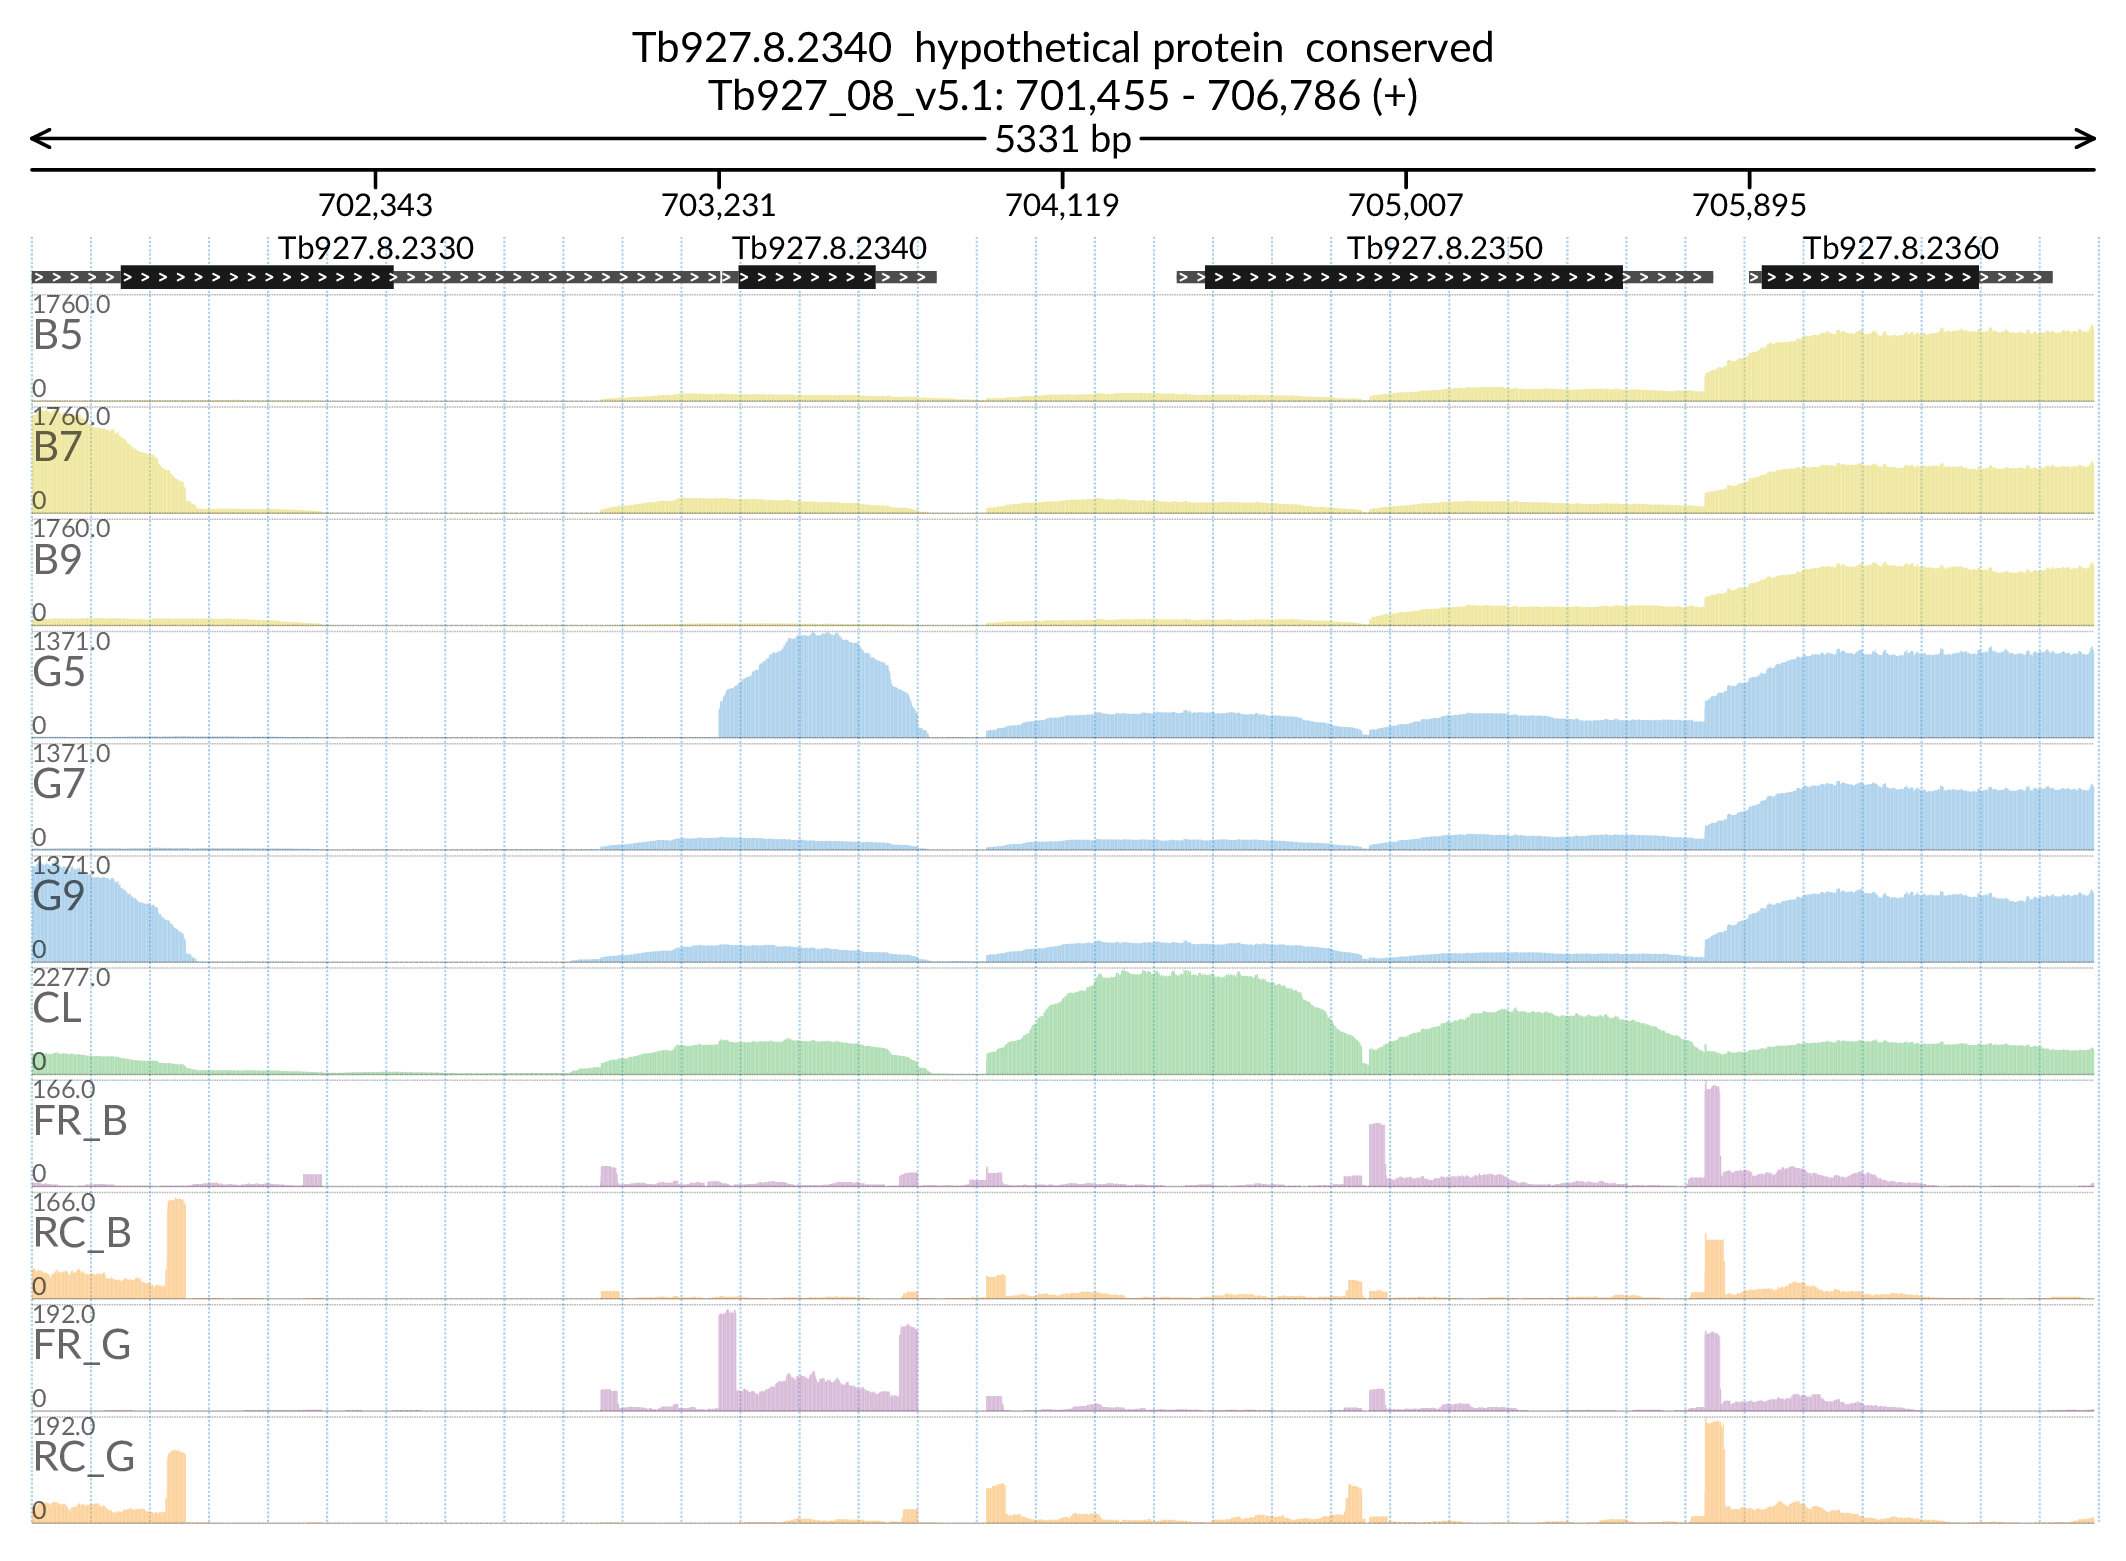 Tb927.8.2340  hypothetical protein  conserved
Tb927_08_v5.1: 701,455 - 706,786 (+)
5331 bp
702,343 703,231 704,119 705,007 705,895
Tb927.8.2330 Tb927.8.2340 Tb927.8.2350 Tb927.8.2360
1760.0
B5
0
1760.0
B7
0
1760.0
B9
0
1371.0
G5
0
1371.0
G7
0
1371.0
G9
0
2277.0
CL
0
166.0
FR_B
0
166.0
RC_B
0
192.0
FR_G
0
192.0
RC_G
0